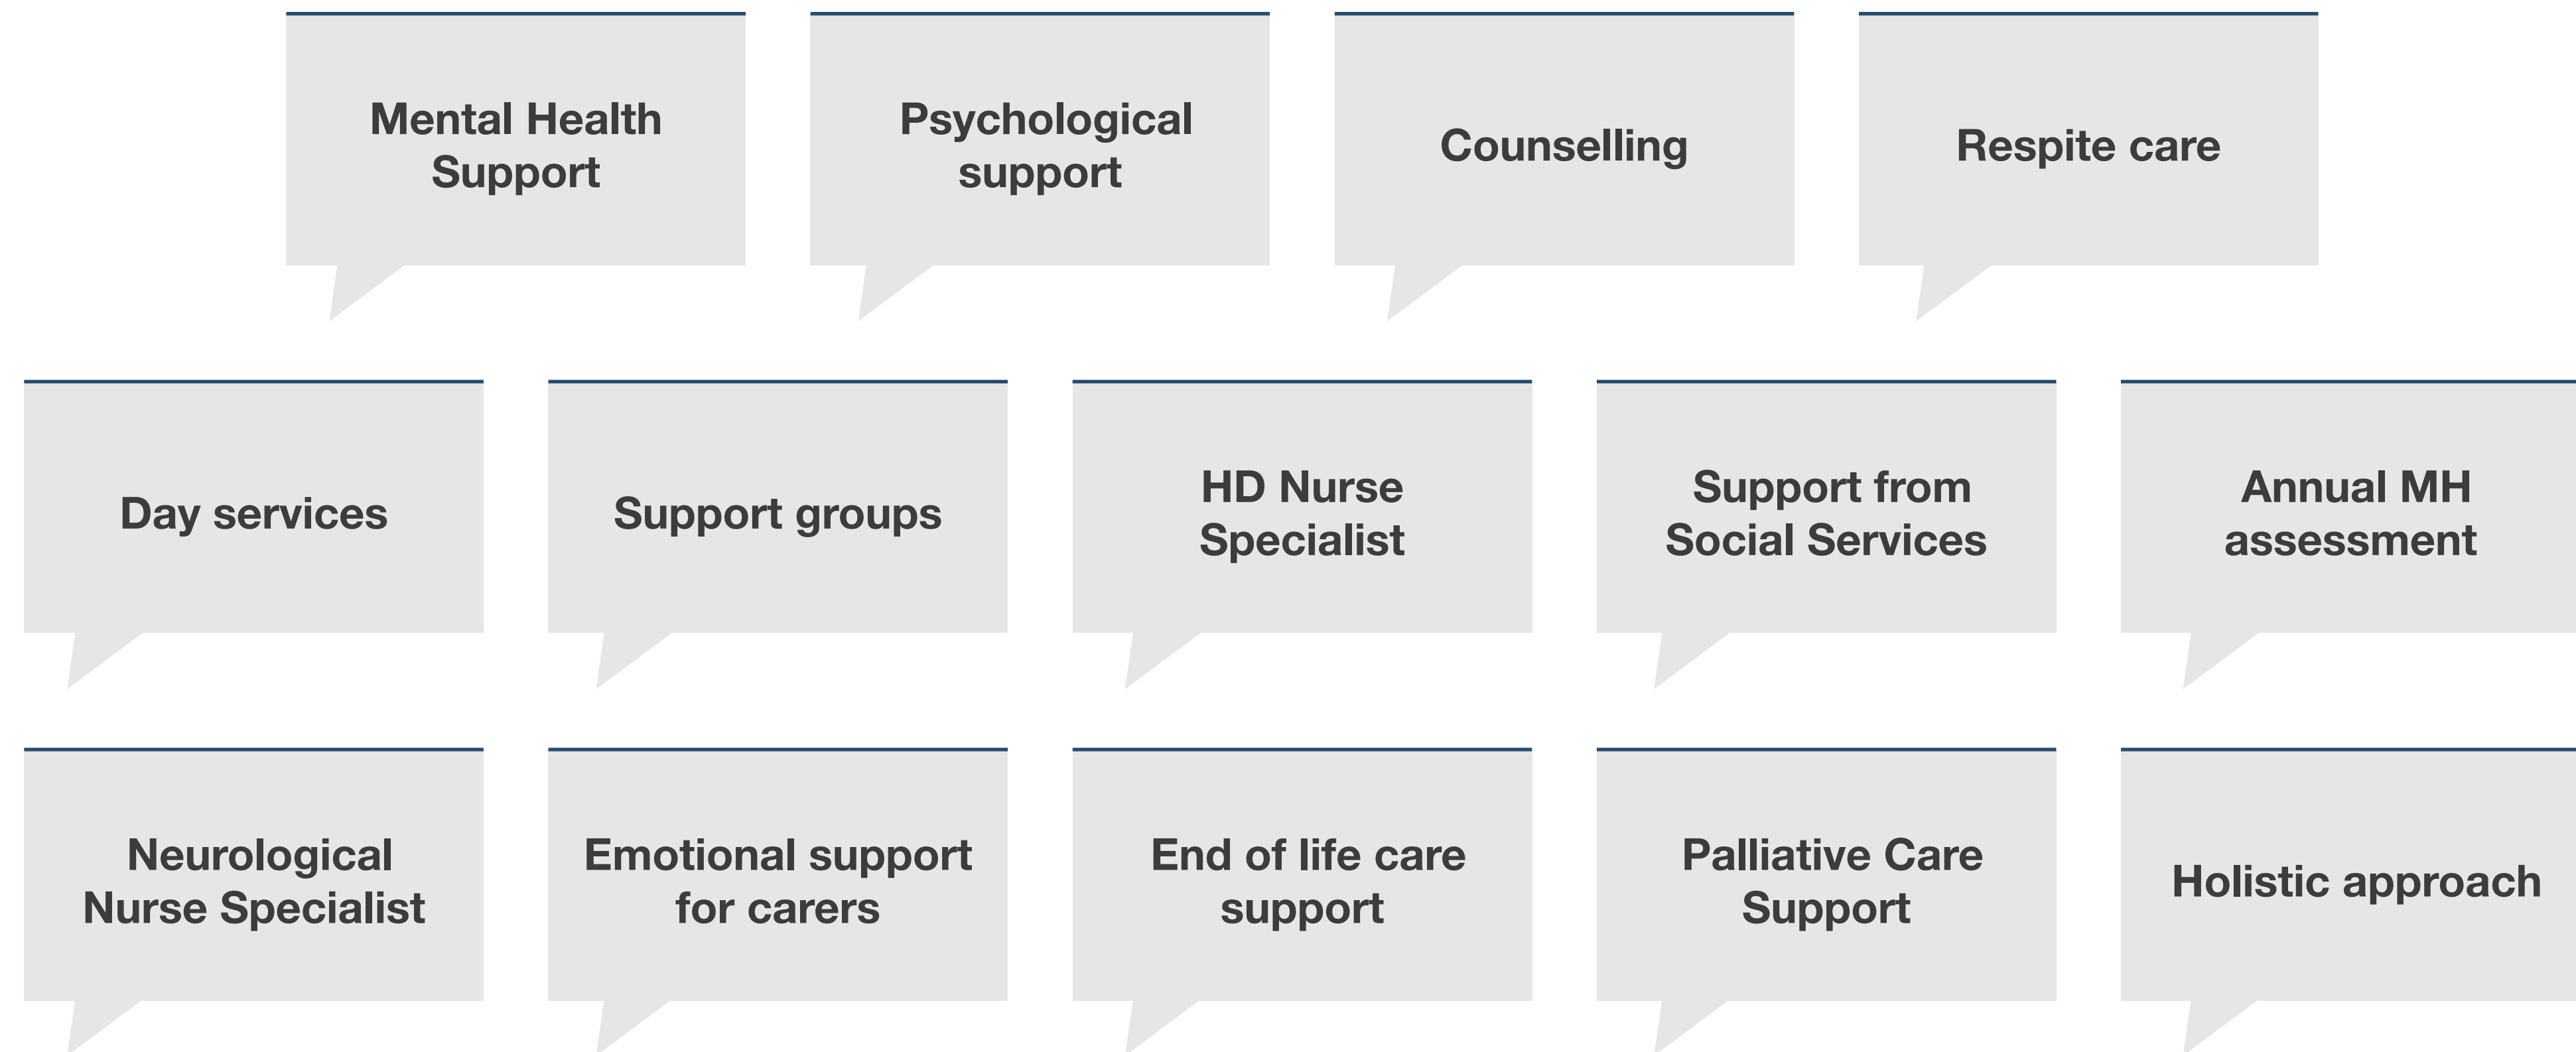 Mental Health
Support
Psychological
support
Counselling
Respite care
Day services
Support groups
HD Nurse
Specialist
Support from
Social Services
Annual MH
assessment
Neurological
Nurse Specialist
Emotional support
for carers
End of life care
support
Palliative Care
Support
Holistic approach